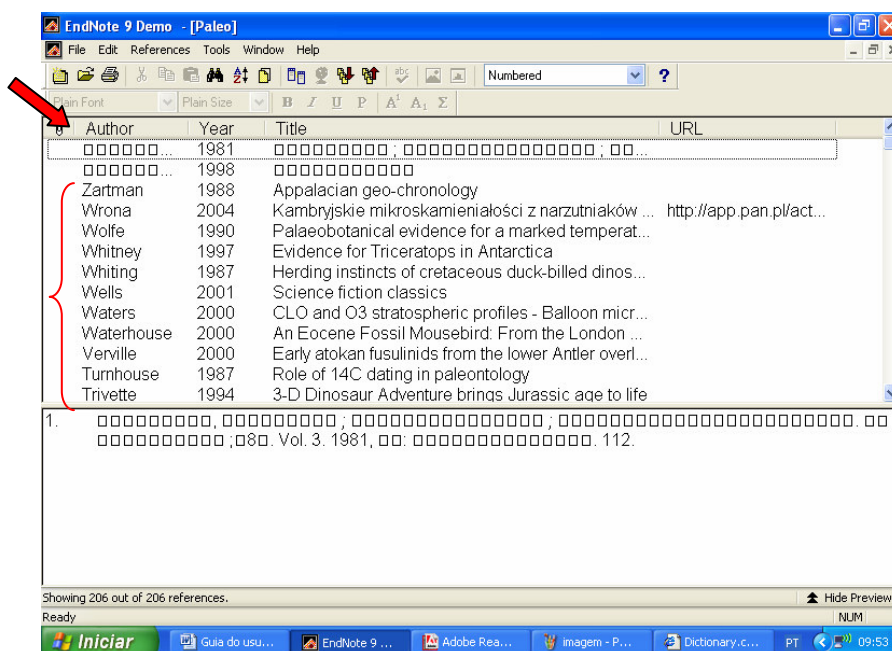 EndNote 9 Demo - [Paleo]
File Edit References Tools Window Help
Numbered
Plain Font Plain Size B I U P A¹ A₁ Σ
Author Year Title URL
□□□□□□... 1981 □□□□□□□□□ ; □□□□□□□□□□□□□□□ ; □□...
□□□□□□... 1998 □□□□□□□□□□□
Zartman 1988 Appalacian geo-chronology
Wrona 2004 Kambryjskie mikroskamieniałości z narzutniaków ... http://app.pan.pl/act...
Wolfe 1990 Palaeobotanical evidence for a marked temperat...
Whitney 1997 Evidence for Triceratops in Antarctica
Whiting 1987 Herding instincts of cretaceous duck-billed dinos...
Wells 2001 Science fiction classics
Waters 2000 CLO and O3 stratospheric profiles - Balloon micr...
Waterhouse 2000 An Eocene Fossil Mousebird: From the London ...
Verville 2000 Early atokan fusulinids from the lower Antler overl...
Turnhouse 1987 Role of 14C dating in paleontology
Trivette 1994 3-D Dinosaur Adventure brings Jurassic age to life
1. □□□□□□□□□, □□□□□□□□□ ; □□□□□□□□□□□□□□□ ; □□□□□□□□□□□□□□□□□□□□□□□. □□
□□□□□□□□□□ ;□8□. Vol. 3. 1981, □□: □□□□□□□□□□□□□□. 112.
Showing 206 out of 206 references. Hide Preview
Ready NUM
Iniciar Guia do usu... EndNote 9 ... Adobe Rea... imagem - P... Dictionary.c... PT 09:53